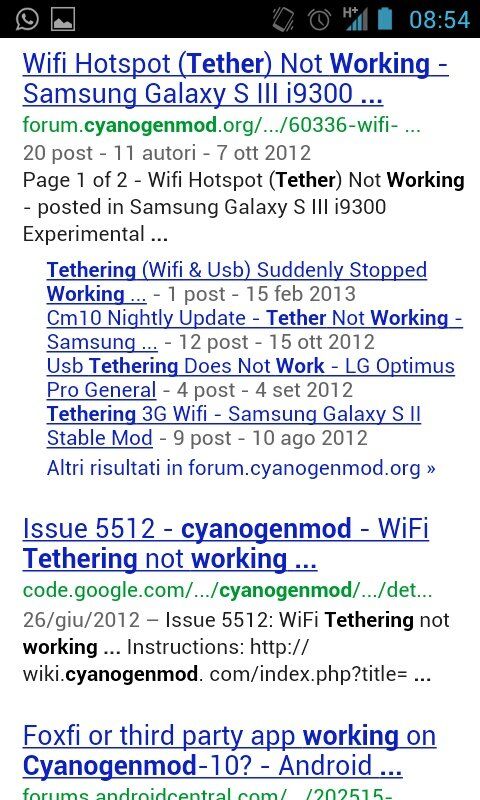 H+ 08:54
Wifi Hotspot (Tether) Not Working -
Samsung Galaxy S III i9300 ...
forum.cyanogenmod.org/.../60336-wifi- ...
20 post - 11 autori - 7 ott 2012
Page 1 of 2 - Wifi Hotspot (Tether) Not Working
- posted in Samsung Galaxy S III i9300
Experimental ...
Tethering (Wifi & Usb) Suddenly Stopped
Working ... - 1 post - 15 feb 2013
Cm10 Nightly Update - Tether Not Working -
Samsung ... - 12 post - 15 ott 2012
Usb Tethering Does Not Work - LG Optimus
Pro General - 4 post - 4 set 2012
Tethering 3G Wifi - Samsung Galaxy S II
Stable Mod - 9 post - 10 ago 2012
Altri risultati in forum.cyanogenmod.org »
Issue 5512 - cyanogenmod - WiFi
Tethering not working ...
code.google.com/.../cyanogenmod/.../det...
26/giu/2012 – Issue 5512: WiFi Tethering not
working ... Instructions: http://
wiki.cyanogenmod. com/index.php?title= ...
Foxfi or third party app working on
Cyanogenmod-10? - Android ...
forums.androidcentral.com/.../202515-